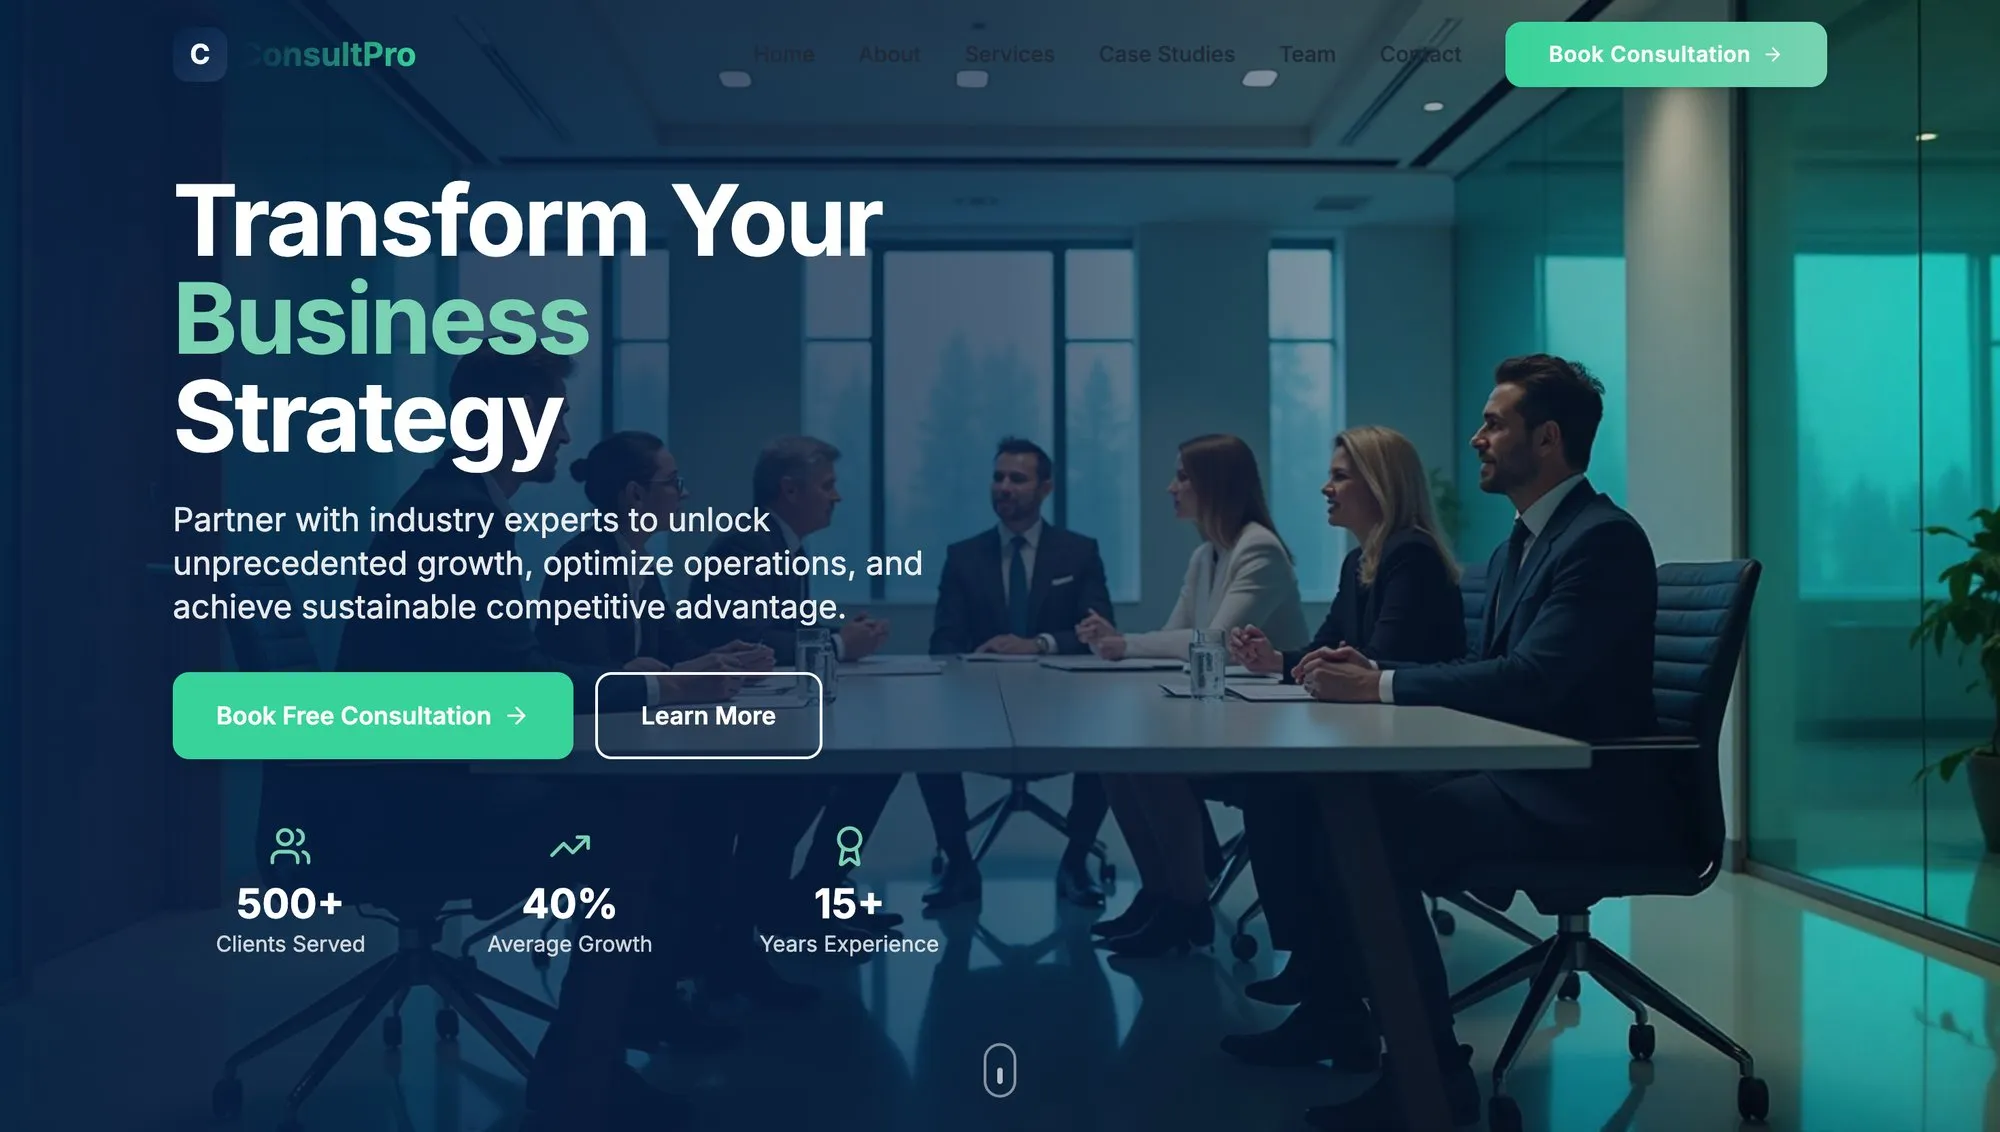 C ConsultPro
Home About Services Case Studies Team Contact
Book Consultation →
Transform Your
Business
Strategy
Partner with industry experts to unlock
unprecedented growth, optimize operations, and
achieve sustainable competitive advantage.
Book Free Consultation →
Learn More
500+
Clients Served
40%
Average Growth
15+
Years Experience